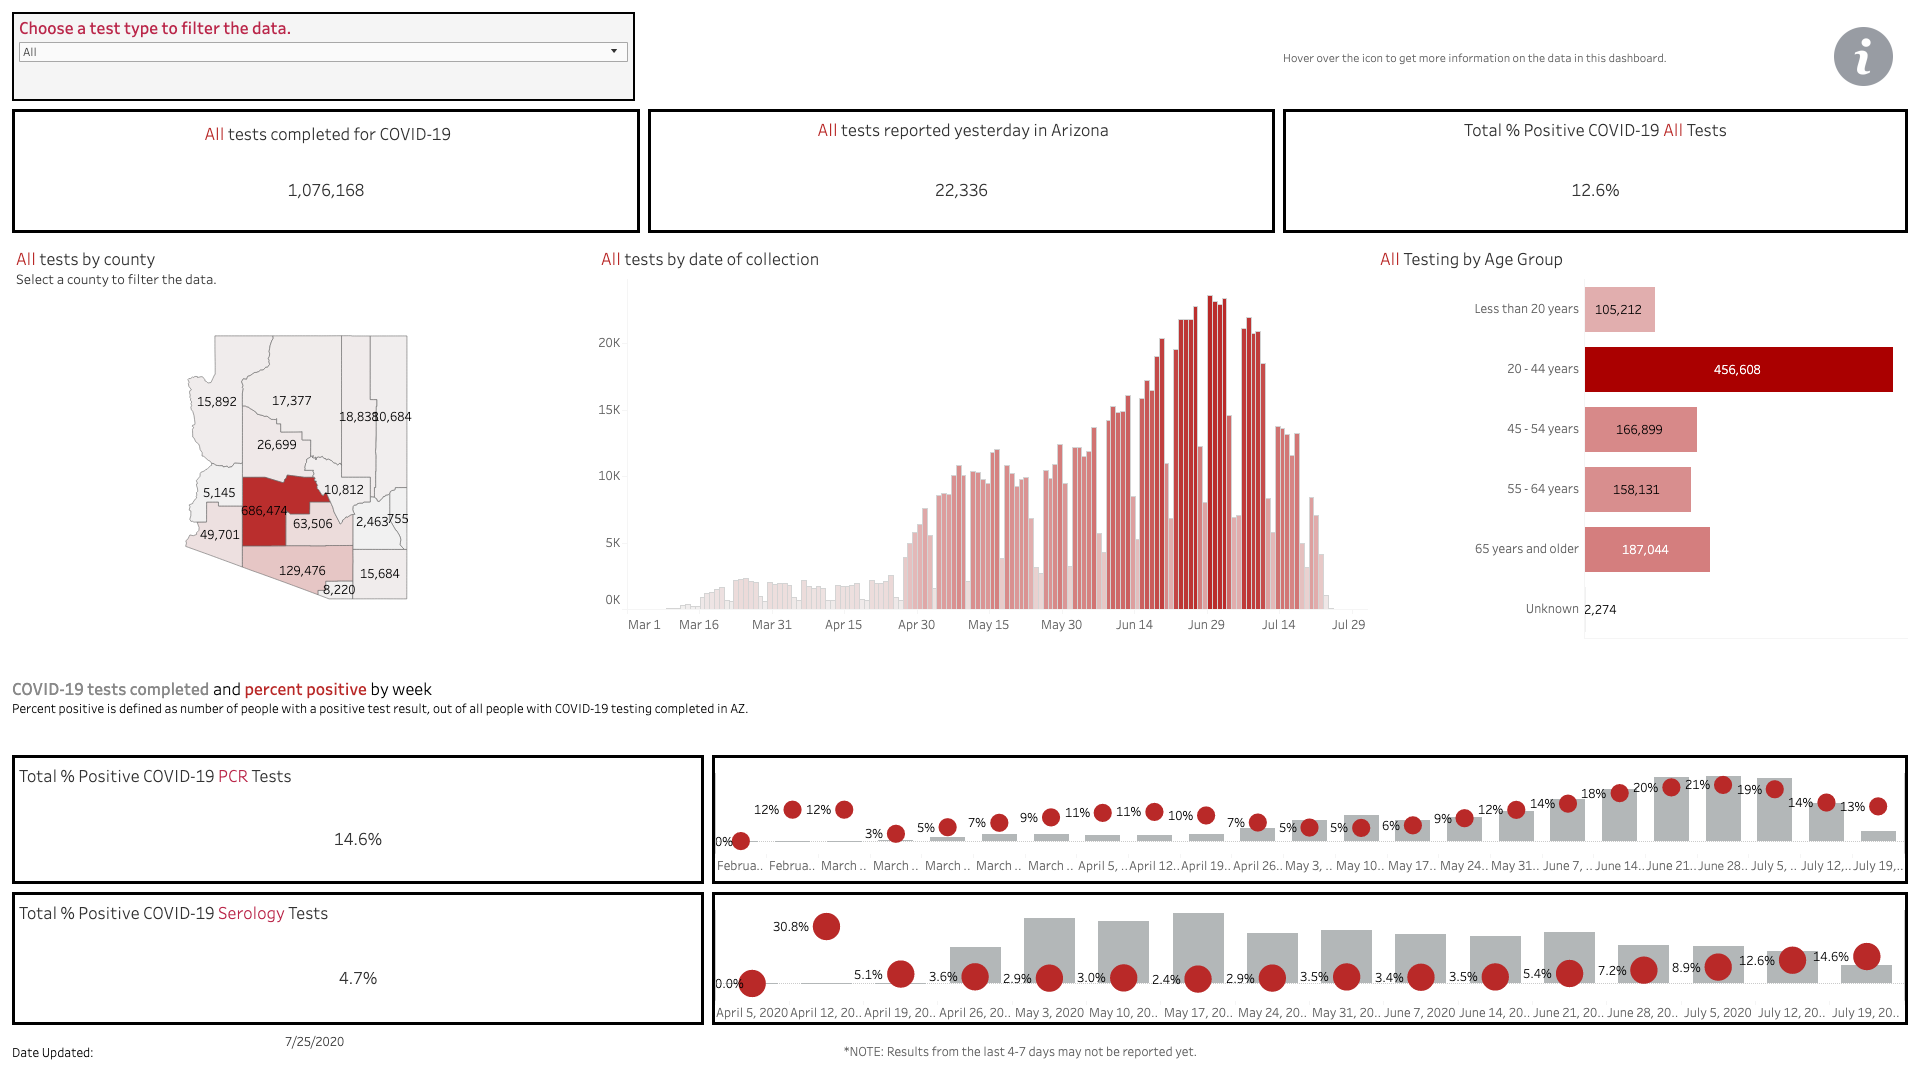 Choose a test type to filter the data.
All
Hover over the icon to get more information on the data in this dashboard.
i
All tests completed for COVID-19
1,076,168
All tests reported yesterday in Arizona
22,336
Total % Positive COVID-19 All Tests
12.6%
All tests by county
Select a county to filter the data.
15,892
17,377
18,838
10,684
26,699
5,145
10,812
686,474
63,506
2,463
755
49,701
129,476
15,684
8,220
All tests by date of collection
20K
15K
10K
5K
0K
Mar 1 Mar 16 Mar 31 Apr 15 Apr 30 May 15 May 30 Jun 14 Jun 29 Jul 14 Jul 29
All Testing by Age Group
Less than 20 years 105,212
20 - 44 years 456,608
45 - 54 years 166,899
55 - 64 years 158,131
65 years and older 187,044
Unknown 2,274
COVID-19 tests completed and percent positive by week
Percent positive is defined as number of people with a positive test result, out of all people with COVID-19 testing completed in AZ.
Total % Positive COVID-19 PCR Tests
14.6%
0% 12% 12% 3% 5% 7% 9% 11% 11% 10% 7% 5% 5% 6% 9% 12% 14% 18% 20% 21% 19% 14% 13%
Februa.. Februa.. March .. March .. March .. March .. March .. April 5, .. April 12.. April 19.. April 26.. May 3, .. May 10.. May 17.. May 24.. May 31.. June 7, .. June 14.. June 21.. June 28.. July 5, .. July 12,.. July 19,..
Total % Positive COVID-19 Serology Tests
4.7%
0.0% 30.8% 5.1% 3.6% 2.9% 3.0% 2.4% 2.9% 3.5% 3.4% 3.5% 5.4% 7.2% 8.9% 12.6% 14.6%
April 5, 2020 April 12, 20.. April 19, 20.. April 26, 20.. May 3, 2020 May 10, 20.. May 17, 20.. May 24, 20.. May 31, 20.. June 7, 2020 June 14, 20.. June 21, 20.. June 28, 20.. July 5, 2020 July 12, 20.. July 19, 20..
Date Updated:
7/25/2020
*NOTE: Results from the last 4-7 days may not be reported yet.